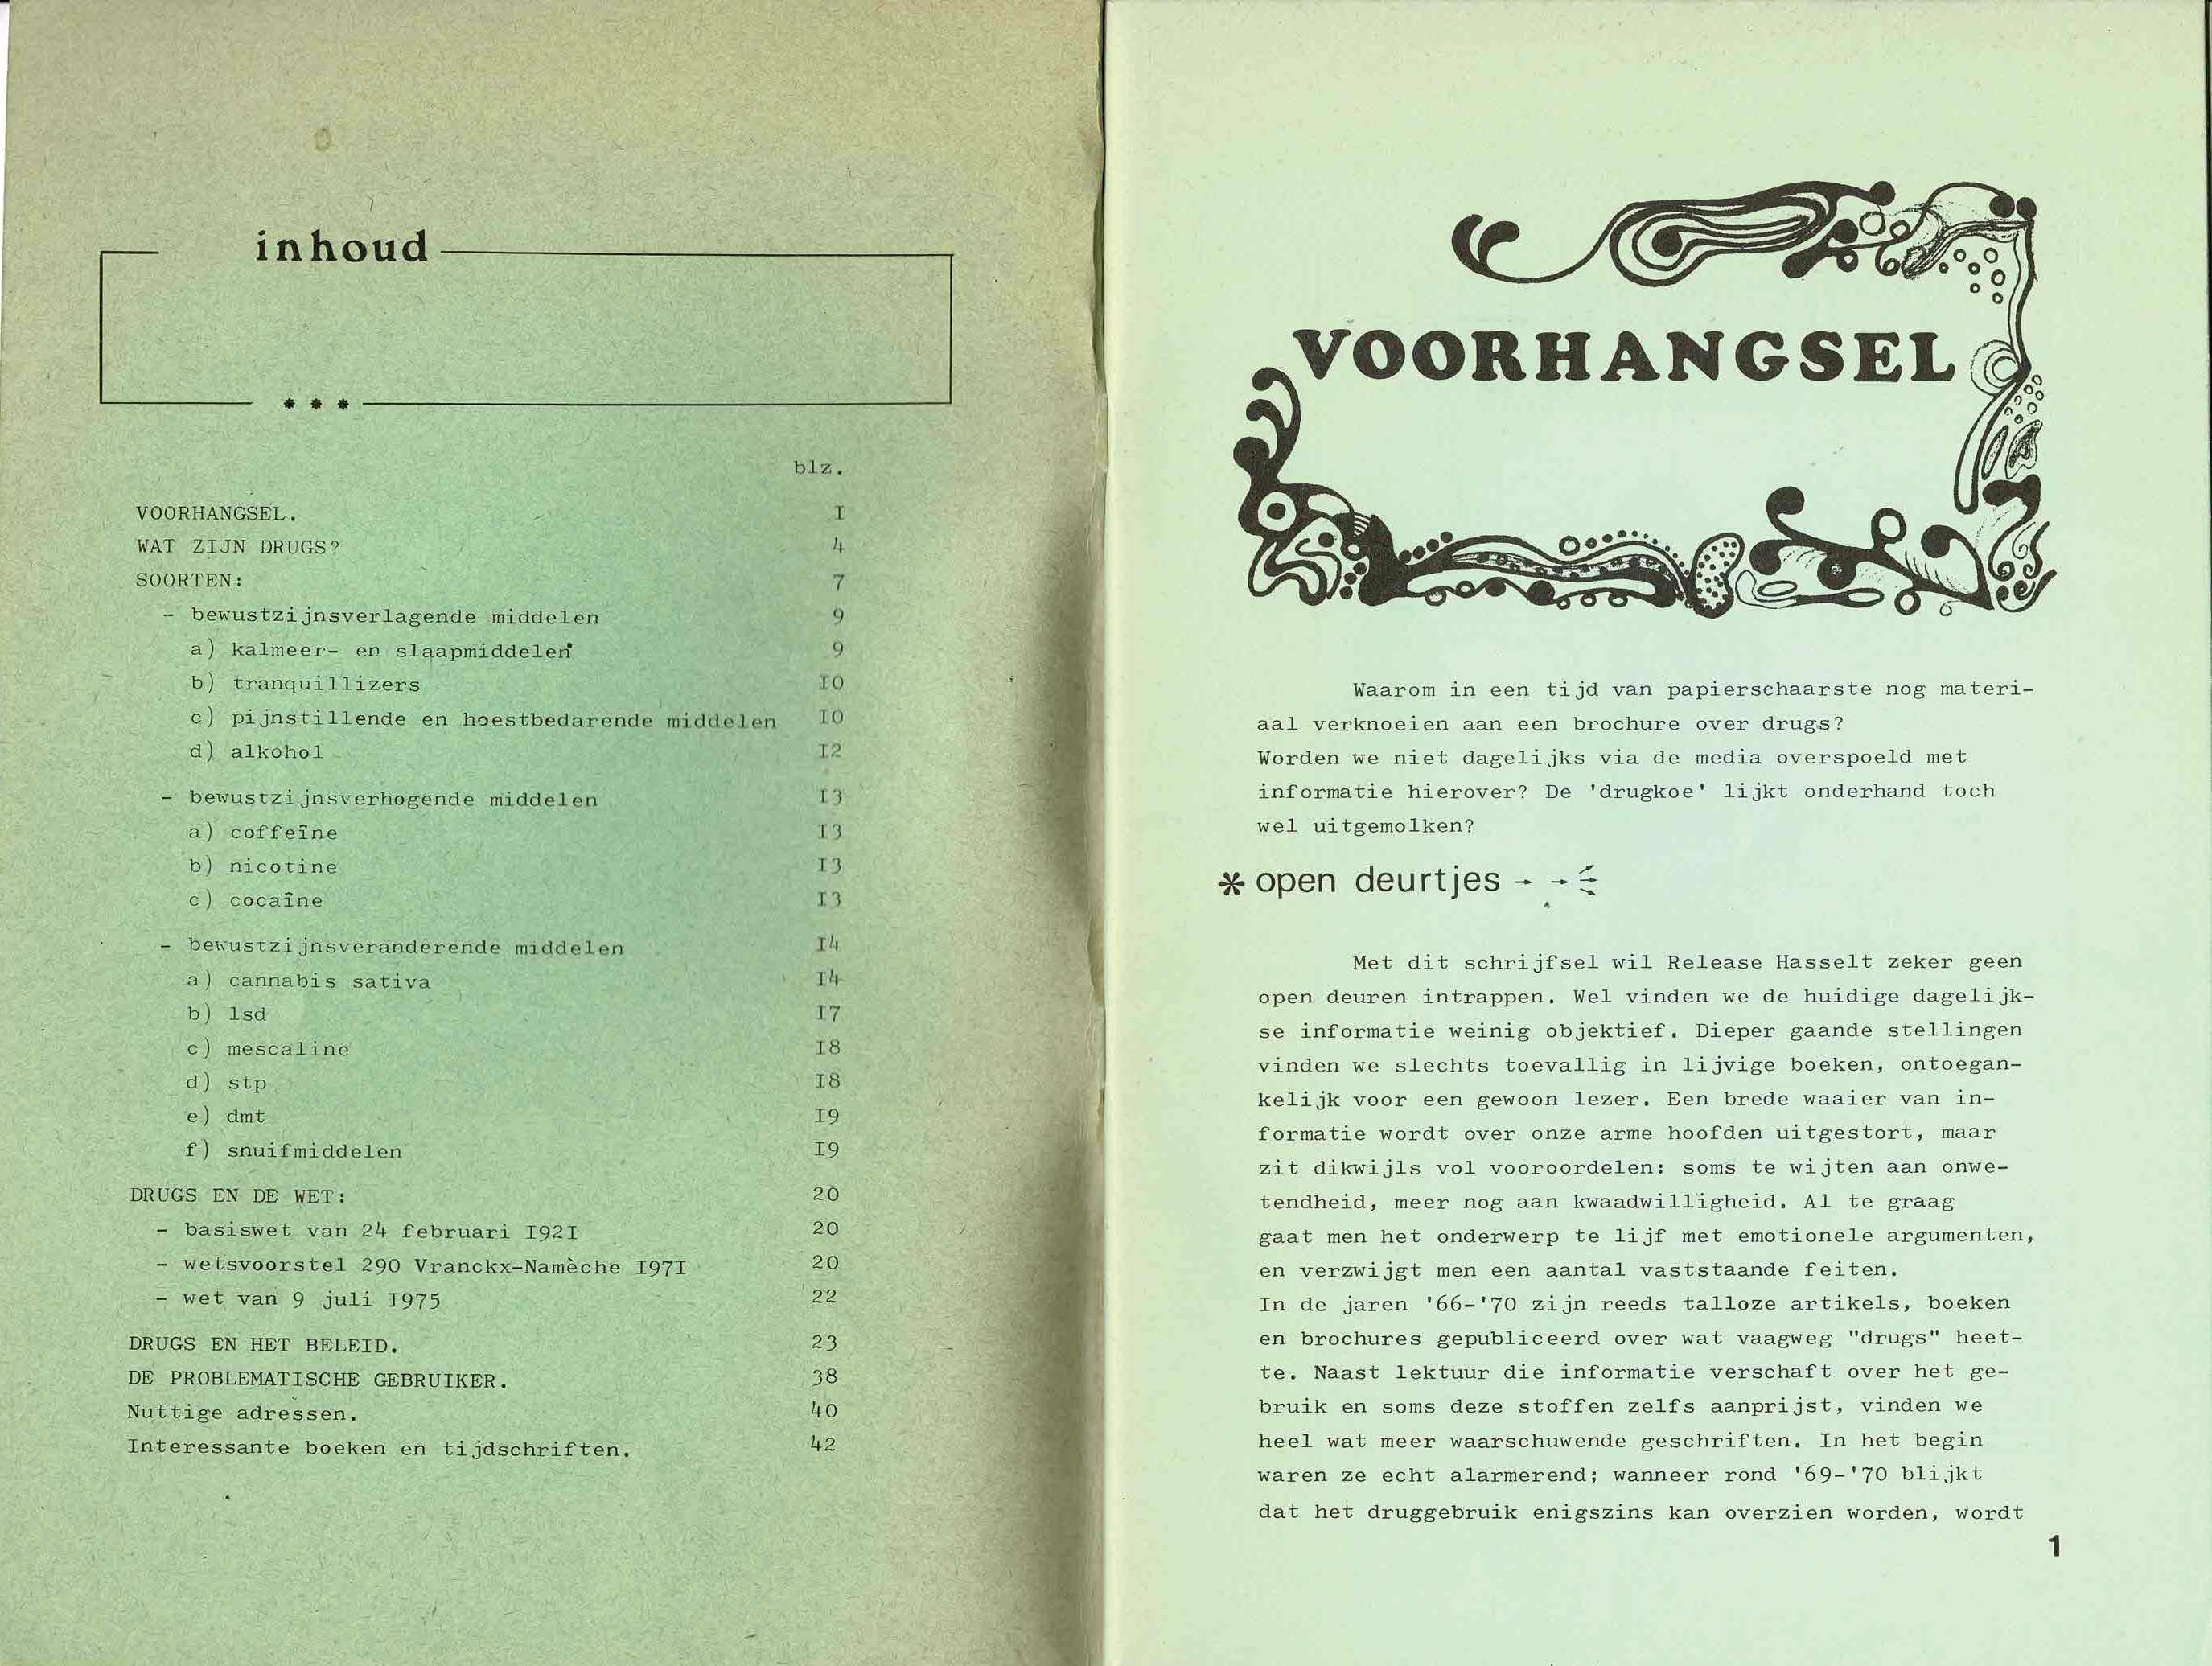 inhoud
* * *
blz.
VOORHANGSEL. I
WAT ZIJN DRUGS? 4
SOORTEN: 7
- bewustzijnsverlagende middelen 9
a) kalmeer- en slaapmiddelen 9
b) tranquillizers IO
c) pijnstillende en hoestbedarende middelen IO
d) alkohol I2
- bewustzijnsverhogende middelen I3
a) coffeïne I3
b) nicotine I3
c) cocaïne I3
- bewustzijnsveranderende middelen I4
a) cannabis sativa I4
b) lsd I7
c) mescaline I8
d) stp I8
e) dmt I9
f) snuifmiddelen I9
DRUGS EN DE WET: 20
- basiswet van 24 februari I92I 20
- wetsvoorstel 290 Vranckx-Namèche I97I 20
- wet van 9 juli I975 22
DRUGS EN HET BELEID. 23
DE PROBLEMATISCHE GEBRUIKER. 38
Nuttige adressen. 40
Interessante boeken en tijdschriften. 42
VOORHANGSEL
Waarom in een tijd van papierschaarste nog materi-
aal verknoeien aan een brochure over drugs?
Worden we niet dagelijks via de media overspoeld met
informatie hierover? De 'drugkoe' lijkt onderhand toch
wel uitgemolken?
* open deurtjes
Met dit schrijfsel wil Release Hasselt zeker geen
open deuren intrappen. Wel vinden we de huidige dagelijk-
se informatie weinig objektief. Dieper gaande stellingen
vinden we slechts toevallig in lijvige boeken, ontoegan-
kelijk voor een gewoon lezer. Een brede waaier van in-
formatie wordt over onze arme hoofden uitgestort, maar
zit dikwijls vol vooroordelen: soms te wijten aan onwe-
tendheid, meer nog aan kwaadwilligheid. Al te graag
gaat men het onderwerp te lijf met emotionele argumenten,
en verzwijgt men een aantal vaststaande feiten.
In de jaren '66-'70 zijn reeds talloze artikels, boeken
en brochures gepubliceerd over wat vaagweg "drugs" heet-
te. Naast lektuur die informatie verschaft over het ge-
bruik en soms deze stoffen zelfs aanprijst, vinden we
heel wat meer waarschuwende geschriften. In het begin
waren ze echt alarmerend; wanneer rond '69-'70 blijkt
dat het druggebruik enigszins kan overzien worden, wordt
1